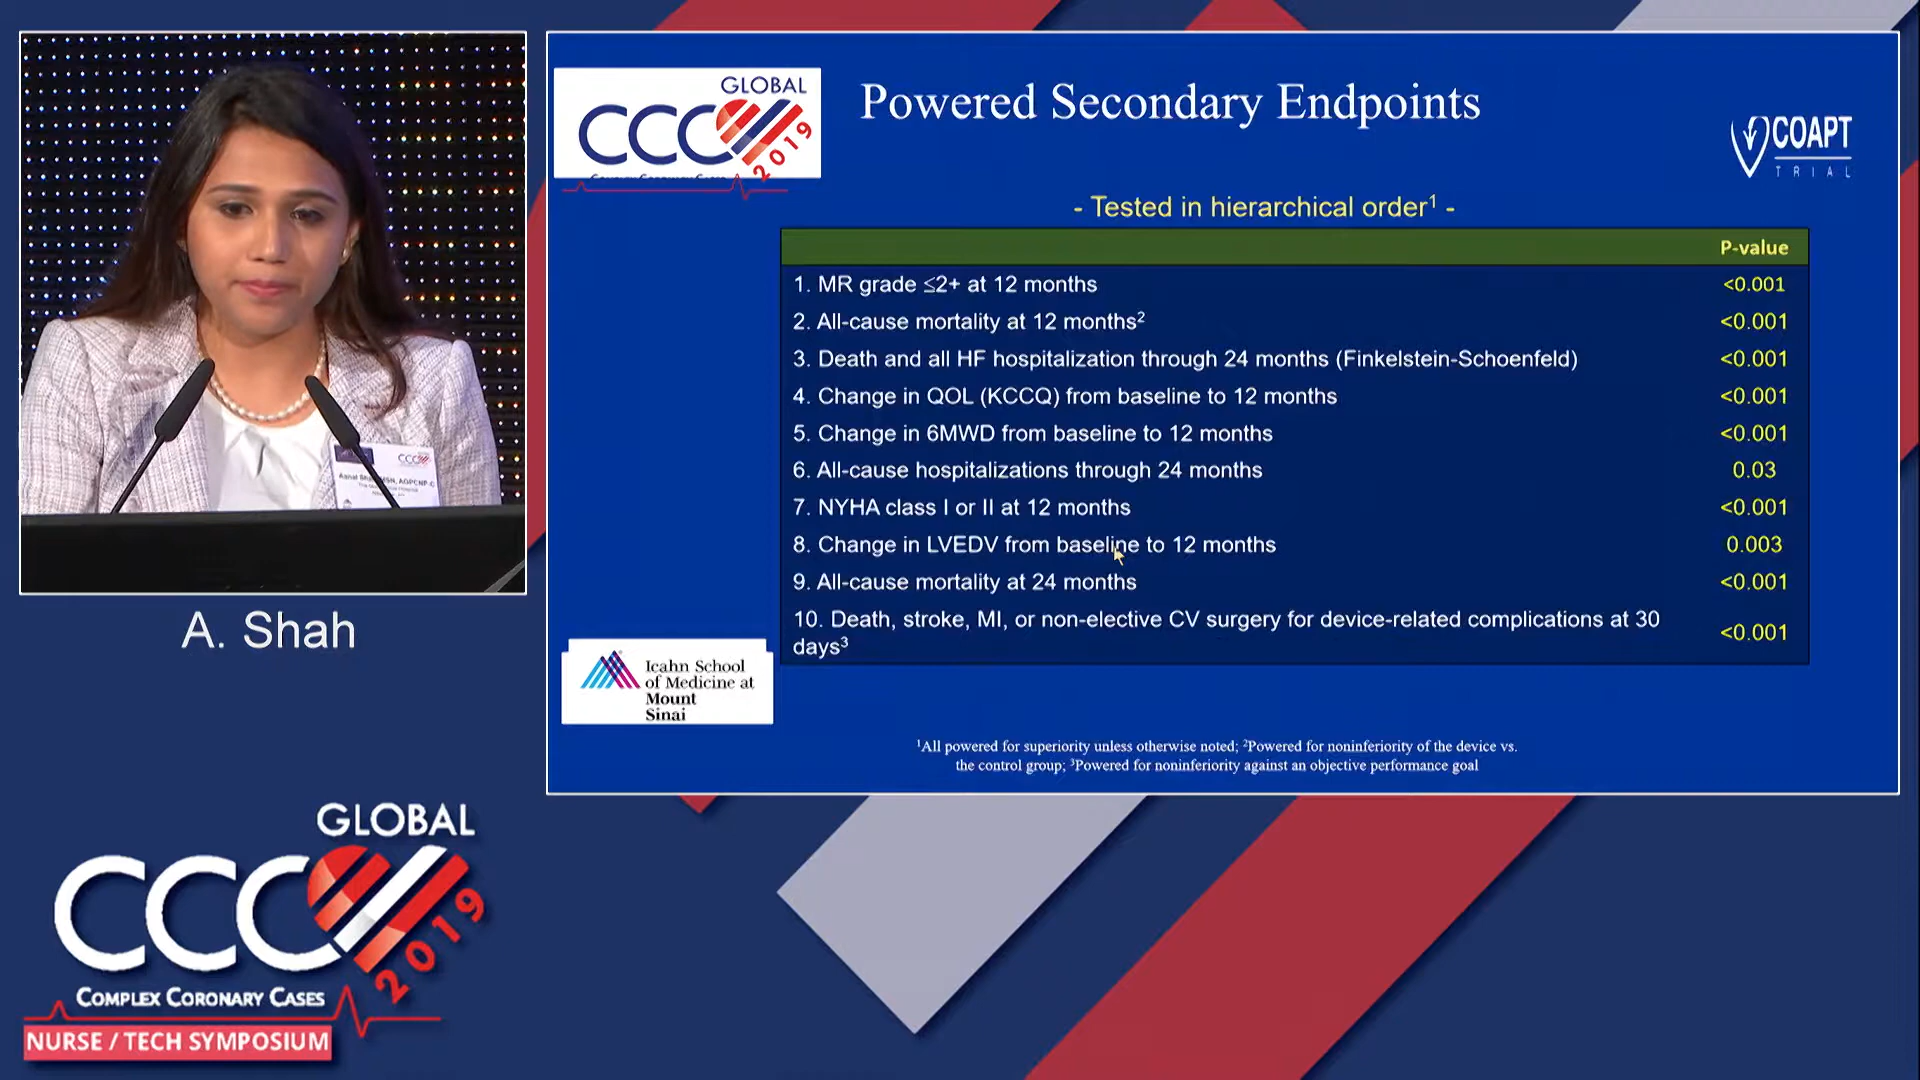 GLOBAL
CCC
2019
COMPLEX CORONARY CASES
Powered Secondary Endpoints
COAPT
TRIAL
- Tested in hierarchical order¹ -
P-value
1. MR grade ≤2+ at 12 months <0.001
2. All-cause mortality at 12 months² <0.001
3. Death and all HF hospitalization through 24 months (Finkelstein-Schoenfeld) <0.001
4. Change in QOL (KCCQ) from baseline to 12 months <0.001
5. Change in 6MWD from baseline to 12 months <0.001
6. All-cause hospitalizations through 24 months 0.03
7. NYHA class I or II at 12 months <0.001
8. Change in LVEDV from baseline to 12 months 0.003
9. All-cause mortality at 24 months <0.001
10. Death, stroke, MI, or non-elective CV surgery for device-related complications at 30
days³ <0.001
Icahn School
of Medicine at
Mount
Sinai
¹All powered for superiority unless otherwise noted; ²Powered for noninferiority of the device vs.
the control group; ³Powered for noninferiority against an objective performance goal
CCC
MSN, AGPCNP-C
A. Shah
GLOBAL
CCC
2019
COMPLEX CORONARY CASES
NURSE / TECH SYMPOSIUM